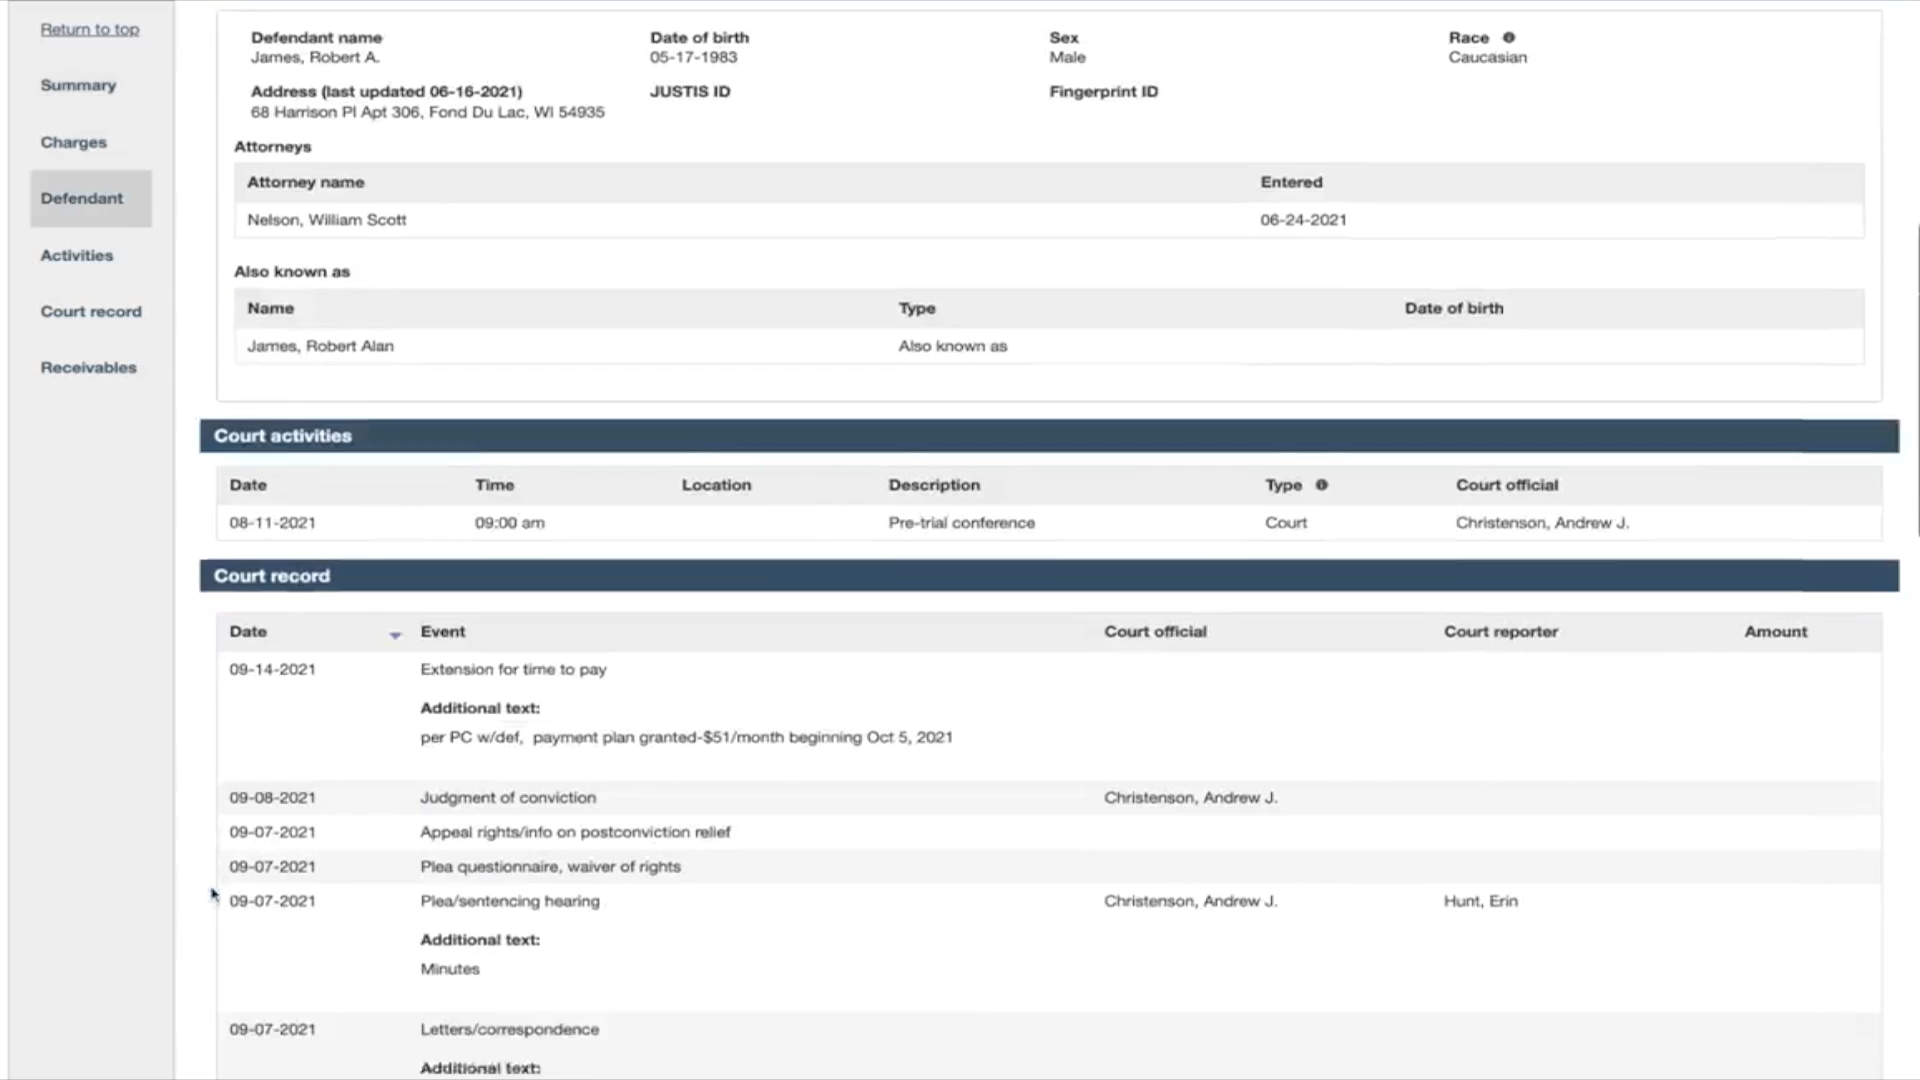 Return to top
Summary
Charges
Defendant
Activities
Court record
Receivables
Defendant name Date of birth Sex Race
James, Robert A. 05-17-1983 Male Caucasian
Address (last updated 06-16-2021) JUSTIS ID Fingerprint ID
68 Harrison Pl Apt 306, Fond Du Lac, WI 54935
Attorneys
Attorney name Entered
Nelson, William Scott 06-24-2021
Also known as
Name Type Date of birth
James, Robert Alan Also known as
Court activities
Date Time Location Description Type Court official
08-11-2021 09:00 am Pre-trial conference Court Christenson, Andrew J.
Court record
Date Event Court official Court reporter Amount
09-14-2021 Extension for time to pay
Additional text:
per PC w/def, payment plan granted-$51/month beginning Oct 5, 2021
09-08-2021 Judgment of conviction Christenson, Andrew J.
09-07-2021 Appeal rights/info on postconviction relief
09-07-2021 Plea questionnaire, waiver of rights
09-07-2021 Plea/sentencing hearing Christenson, Andrew J. Hunt, Erin
Additional text:
Minutes
09-07-2021 Letters/correspondence
Additional text: